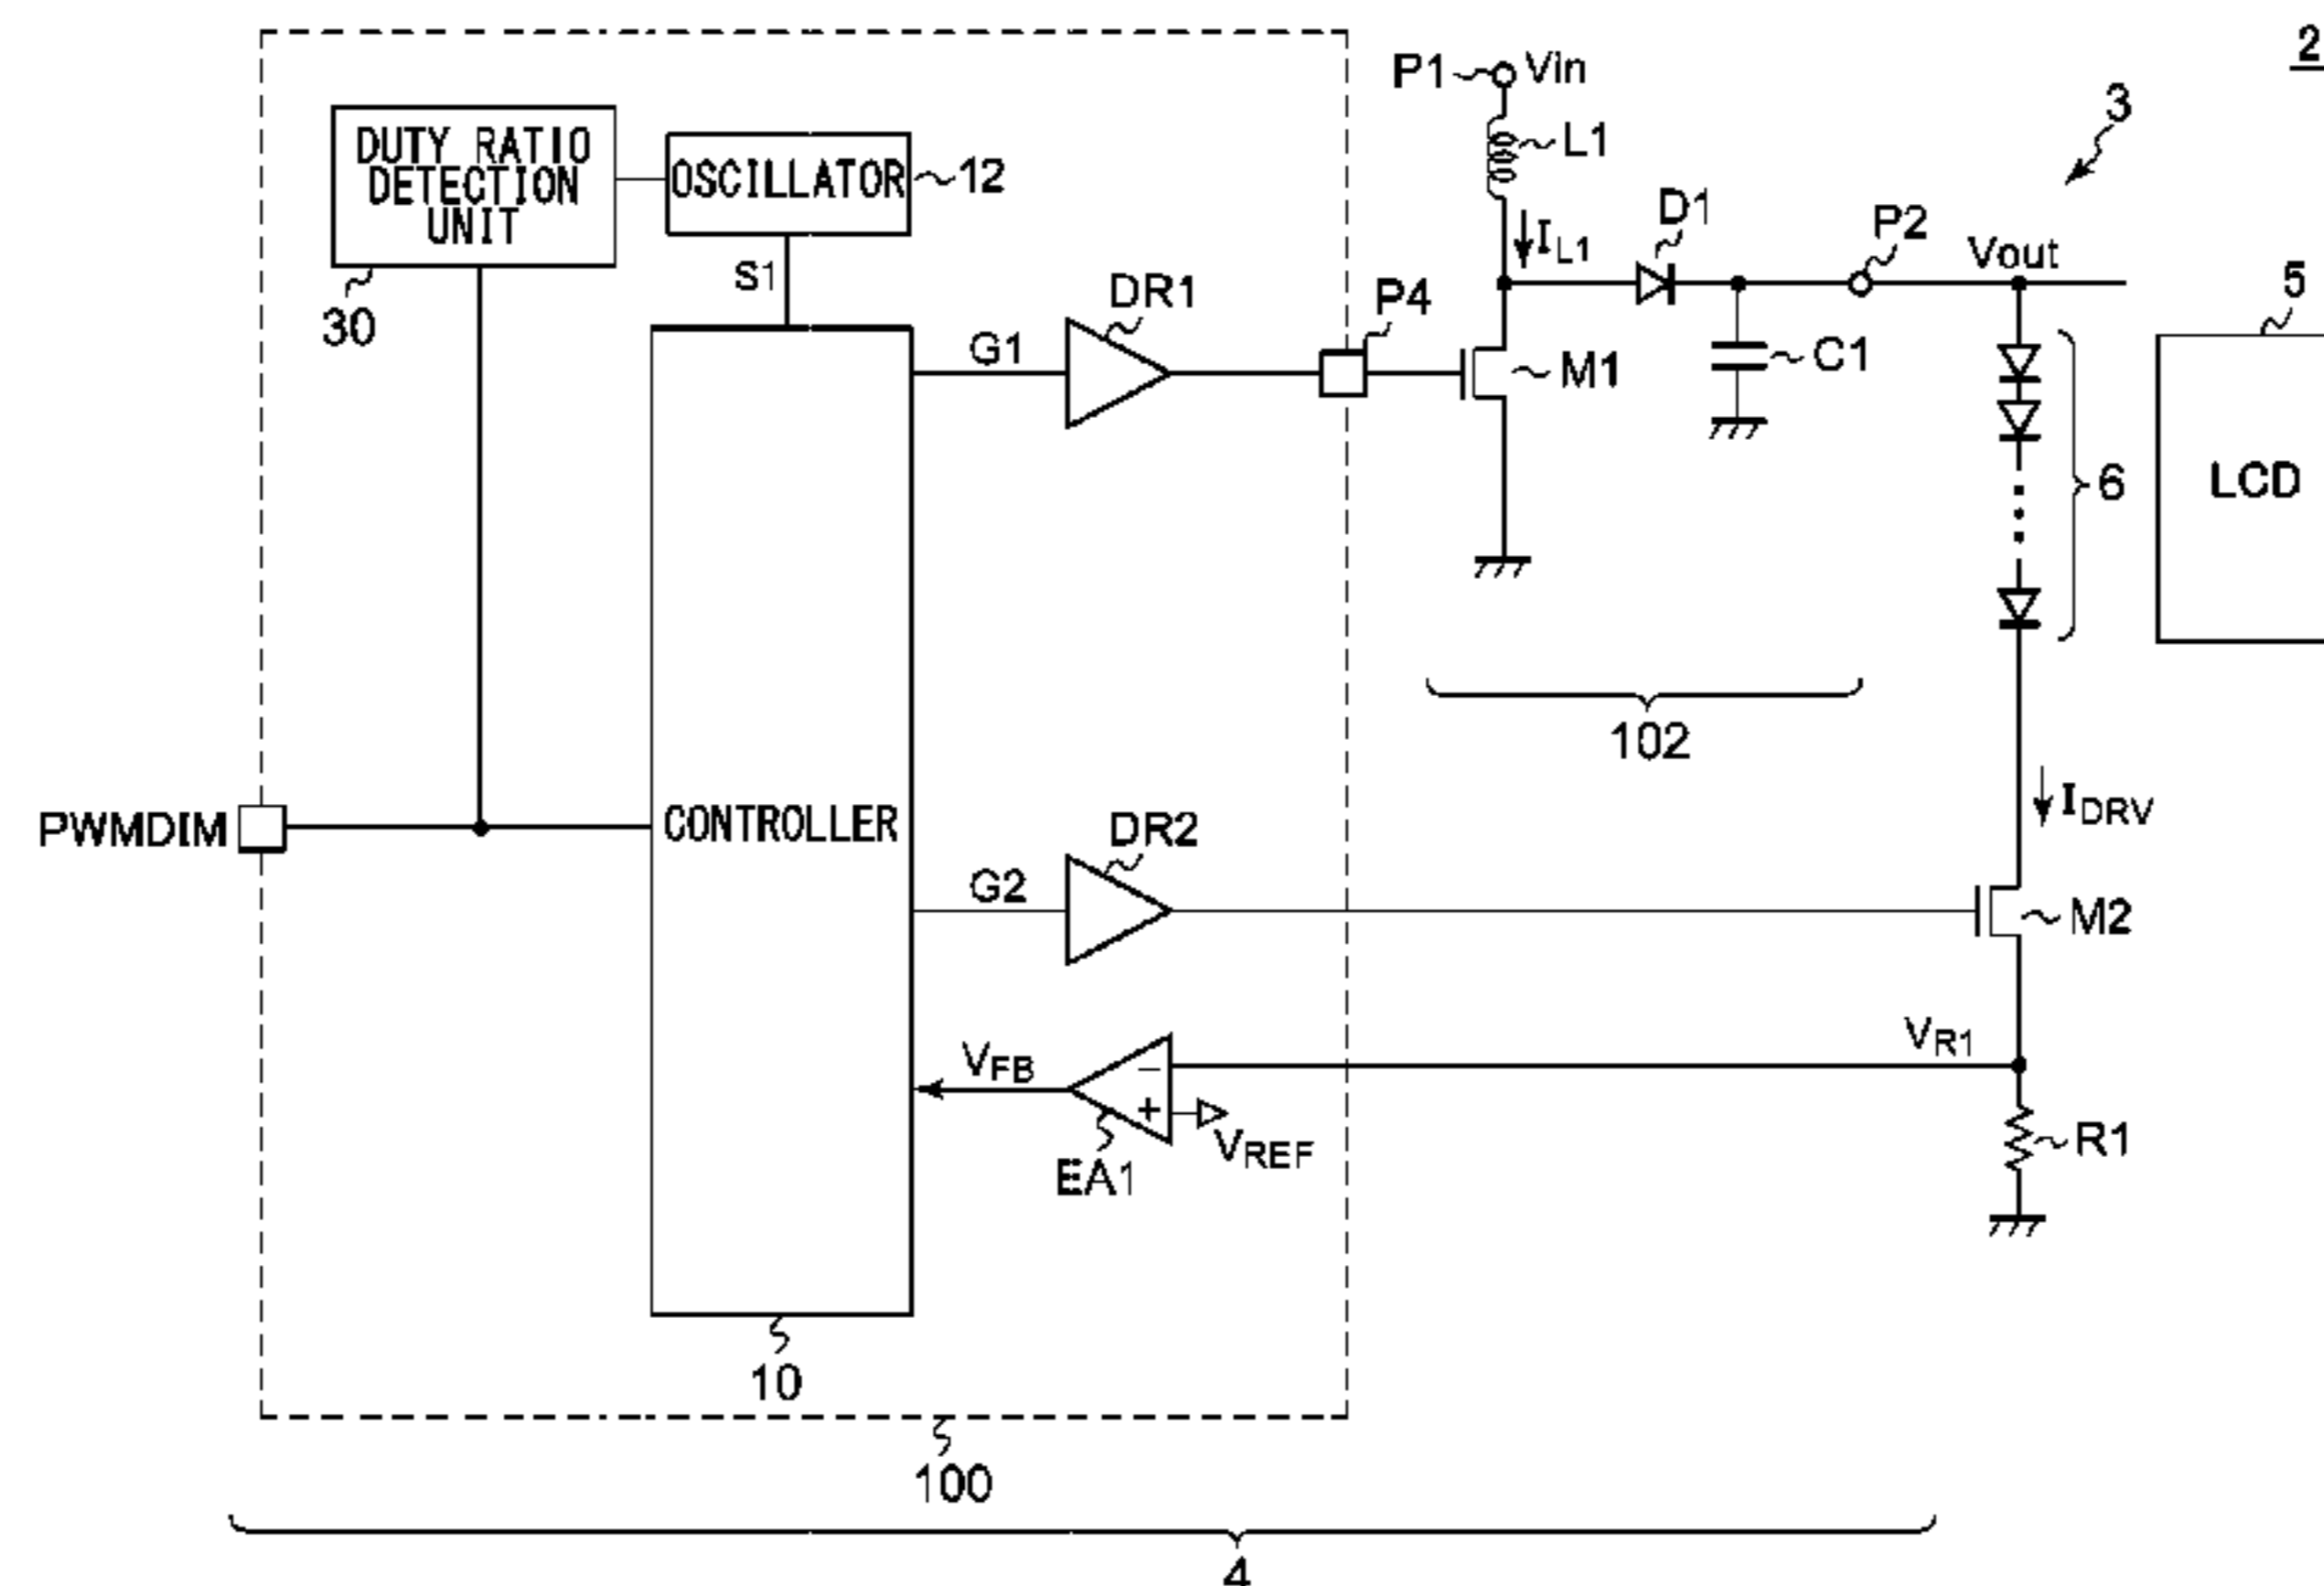 2
P1
Vin
3
DUTY RATIO
DETECTION
UNIT
OSCILLATOR
12
L1
D1
P2
IL1
Vout
S1
30
DR1
P4
5
G1
M1
C1
6
LCD
102
PWMDIM
CONTROLLER
DR2
IDRV
G2
M2
VR1
VFB
−
+
VREF
EA1
R1
10
100
4